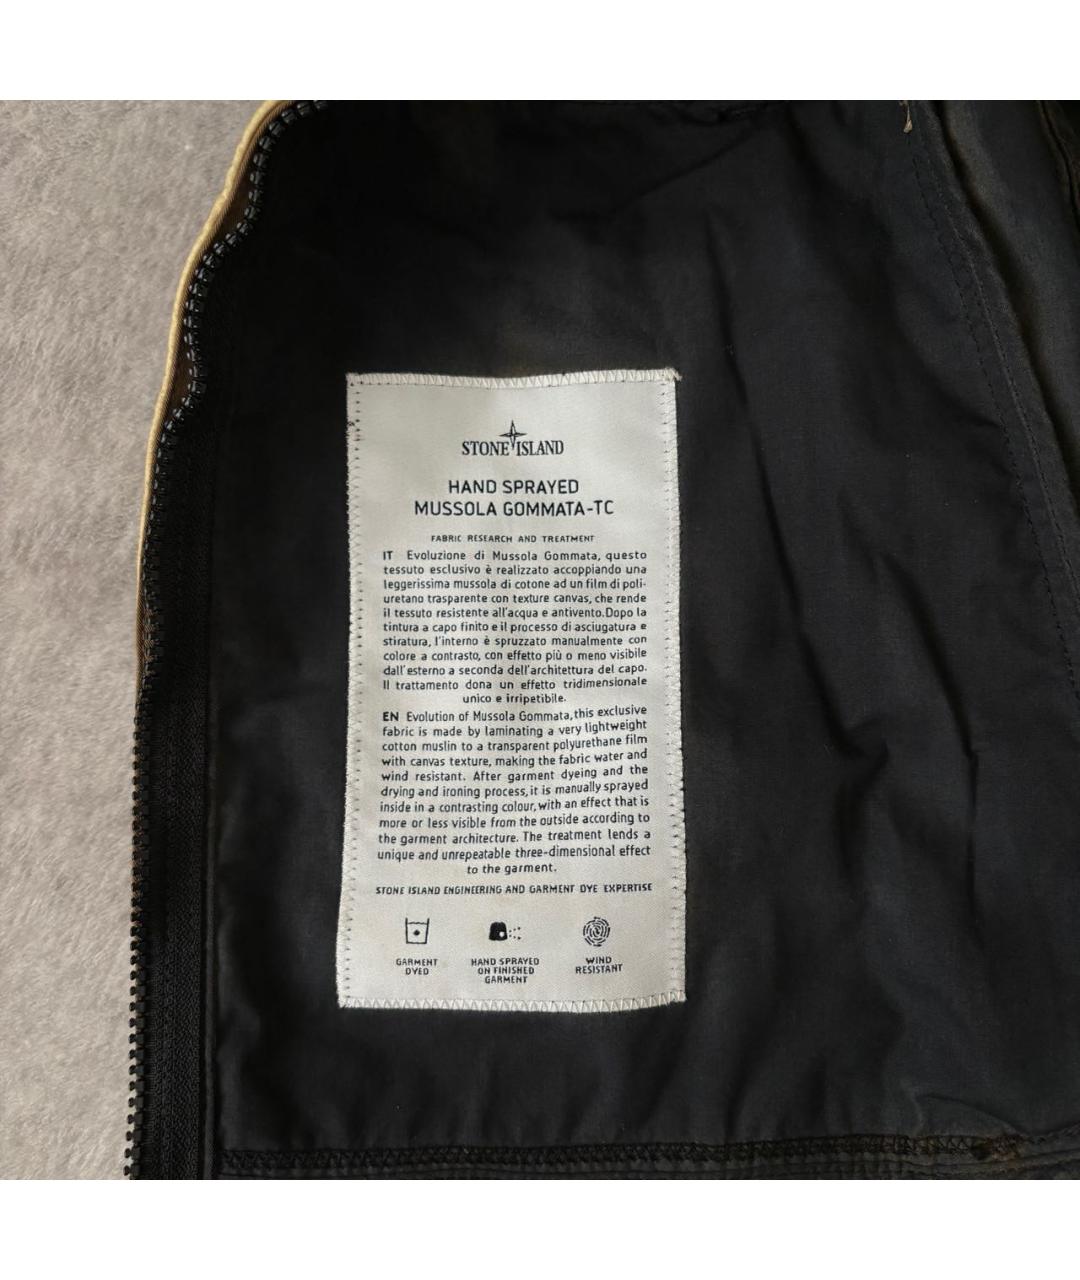 STONE ISLAND
HAND SPRAYED
MUSSOLA GOMMATA-TC
FABRIC RESEARCH AND TREATMENT
IT Evoluzione di Mussola Gommata, questo
tessuto esclusivo è realizzato accoppiando una
leggerissima mussola di cotone ad un film di poli-
uretano trasparente con texture canvas, che rende
il tessuto resistente all'acqua e antivento. Dopo la
tintura a capo finito e il processo di asciugatura e
stiratura, l'interno è spruzzato manualmente con
colore a contrasto, con effetto più o meno visibile
dall'esterno a seconda dell'architettura del capo.
Il trattamento dona un effetto tridimensionale
unico e irripetibile.
EN Evolution of Mussola Gommata, this exclusive
fabric is made by laminating a very lightweight
cotton muslin to a transparent polyurethane film
with canvas texture, making the fabric water and
wind resistant. After garment dyeing and the
drying and ironing process, it is manually sprayed
inside in a contrasting colour, with an effect that is
more or less visible from the outside according to
the garment architecture. The treatment lends a
unique and unrepeatable three-dimensional effect
to the garment.
STONE ISLAND ENGINEERING AND GARMENT DYE EXPERTISE
GARMENT
DYED
HAND SPRAYED
ON FINISHED
GARMENT
WIND
RESISTANT